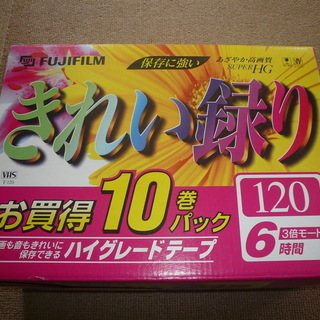 FUJIFILM
保存に強い
あざやか高画質
SUPER HG
きれい録り
VHS
T-120
お買得10巻パック
120
画も音もきれいに
保存できる
ハイグレードテープ
6時間
3倍モード